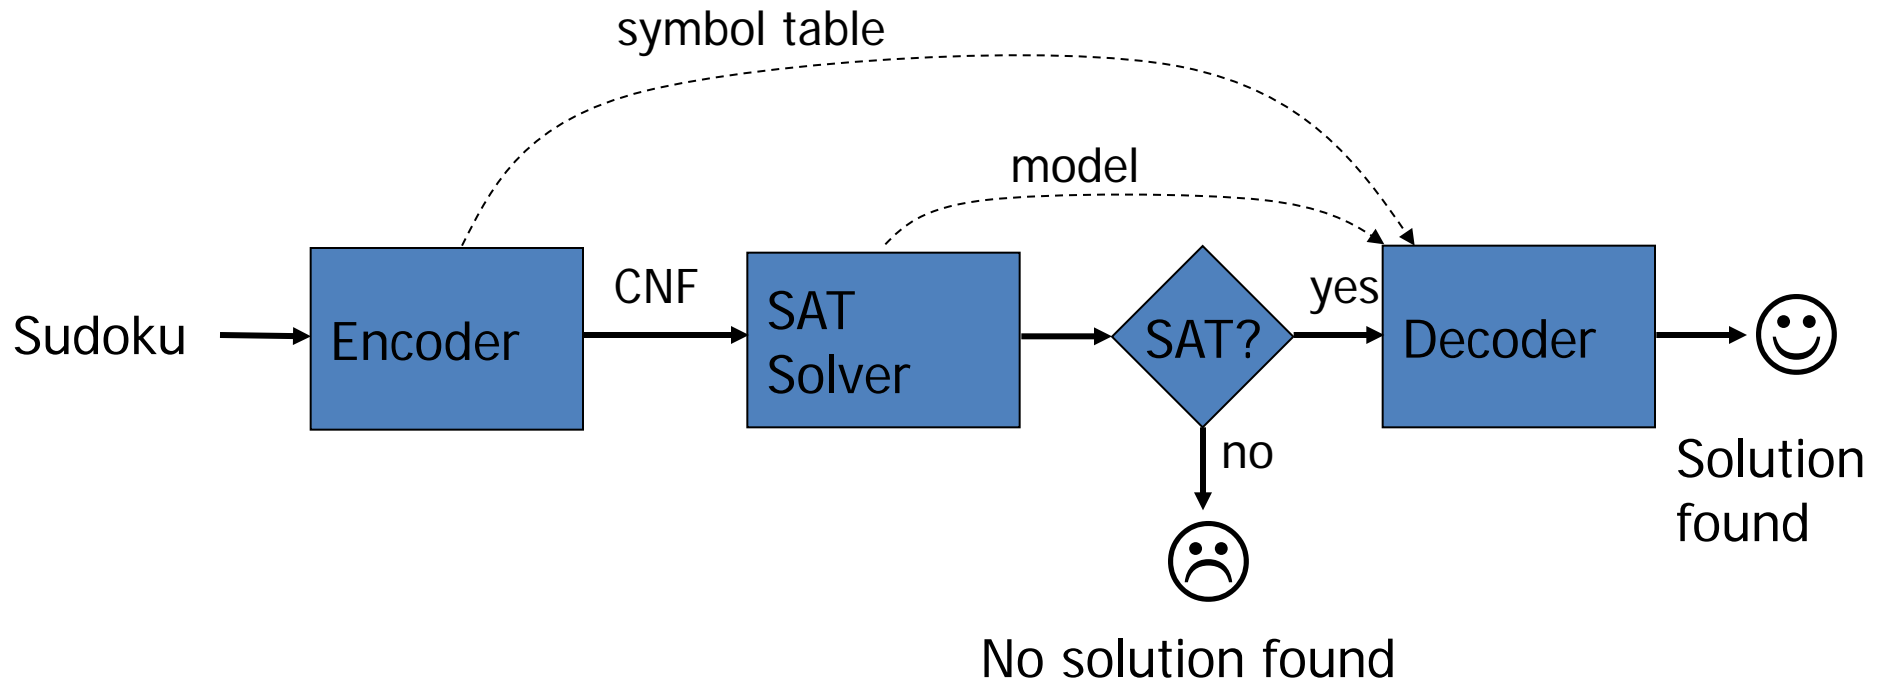 symbol table
model
CNF
yes
Sudoku
Encoder
SAT
Solver
SAT?
Decoder
no
Solution
found
No solution found